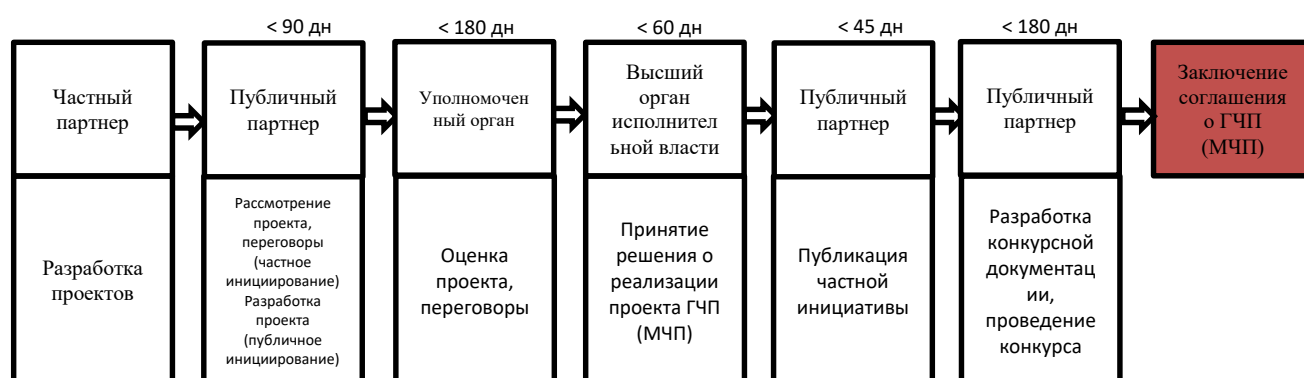 < 90 дн
< 180 дн
< 60 дн
< 45 дн
< 180 дн
Частный
партнер
Публичный
партнер
Уполномочен
ный орган
Высший
орган
исполнител
ьной власти
Публичный
партнер
Публичный
партнер
Заключение
соглашения
о ГЧП
(МЧП)
Разработка
проектов
Рассмотрение
проекта,
переговоры
(частное
инициирование)
Разработка
проекта
(публичное
инициирование)
Оценка
проекта,
переговоры
Принятие
решения о
реализации
проекта ГЧП
(МЧП)
Публикация
частной
инициативы
Разработка
конкурсной
документац
ии,
проведение
конкурса